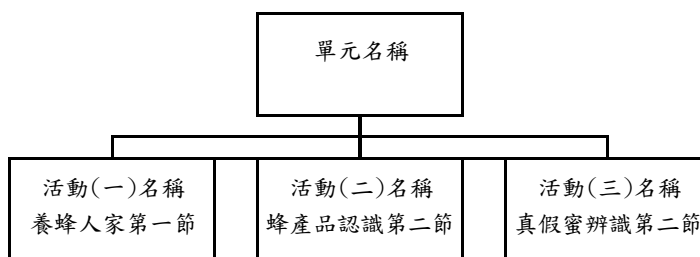 單元名稱
活動(一)名稱
養蜂人家第一節
活動(二)名稱
蜂產品認識第二節
活動(三)名稱
真假蜜辨識第二節